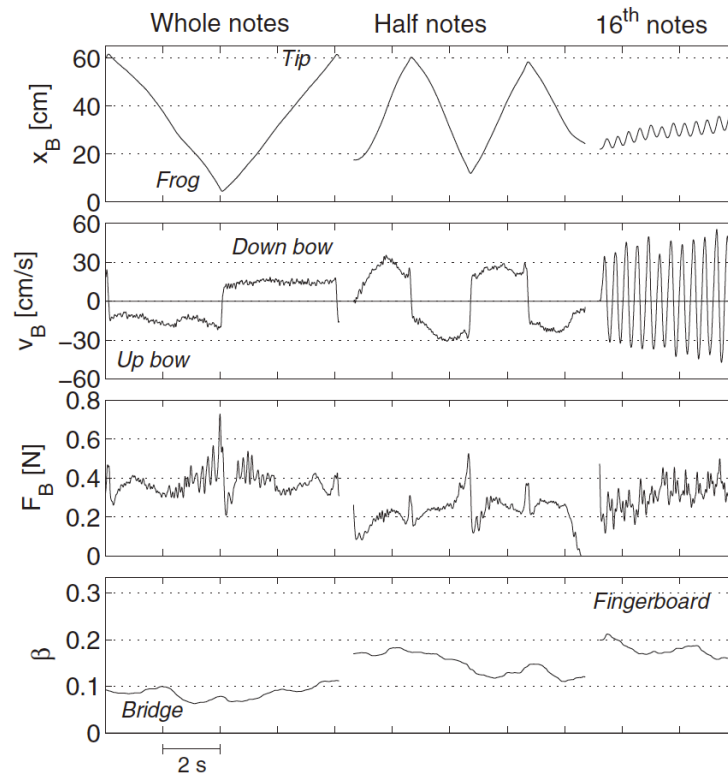 Whole notes Half notes 16th notes
60
40
20
0
x_B [cm]
Tip
Frog
60
30
0
−30
−60
v_B [cm/s]
Down bow
Up bow
0.8
0.6
0.4
0.2
0
F_B [N]
0.3
0.2
0.1
0
β
Fingerboard
Bridge
2 s